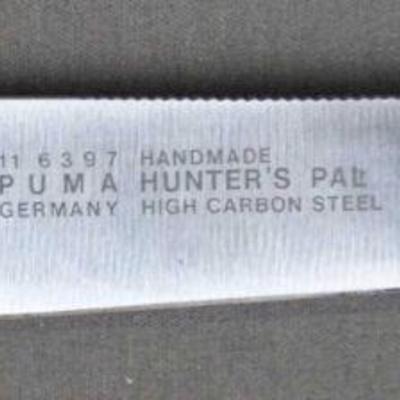 11 6397 HANDMADE
PUMA HUNTER'S PAL
GERMANY HIGH CARBON STEEL